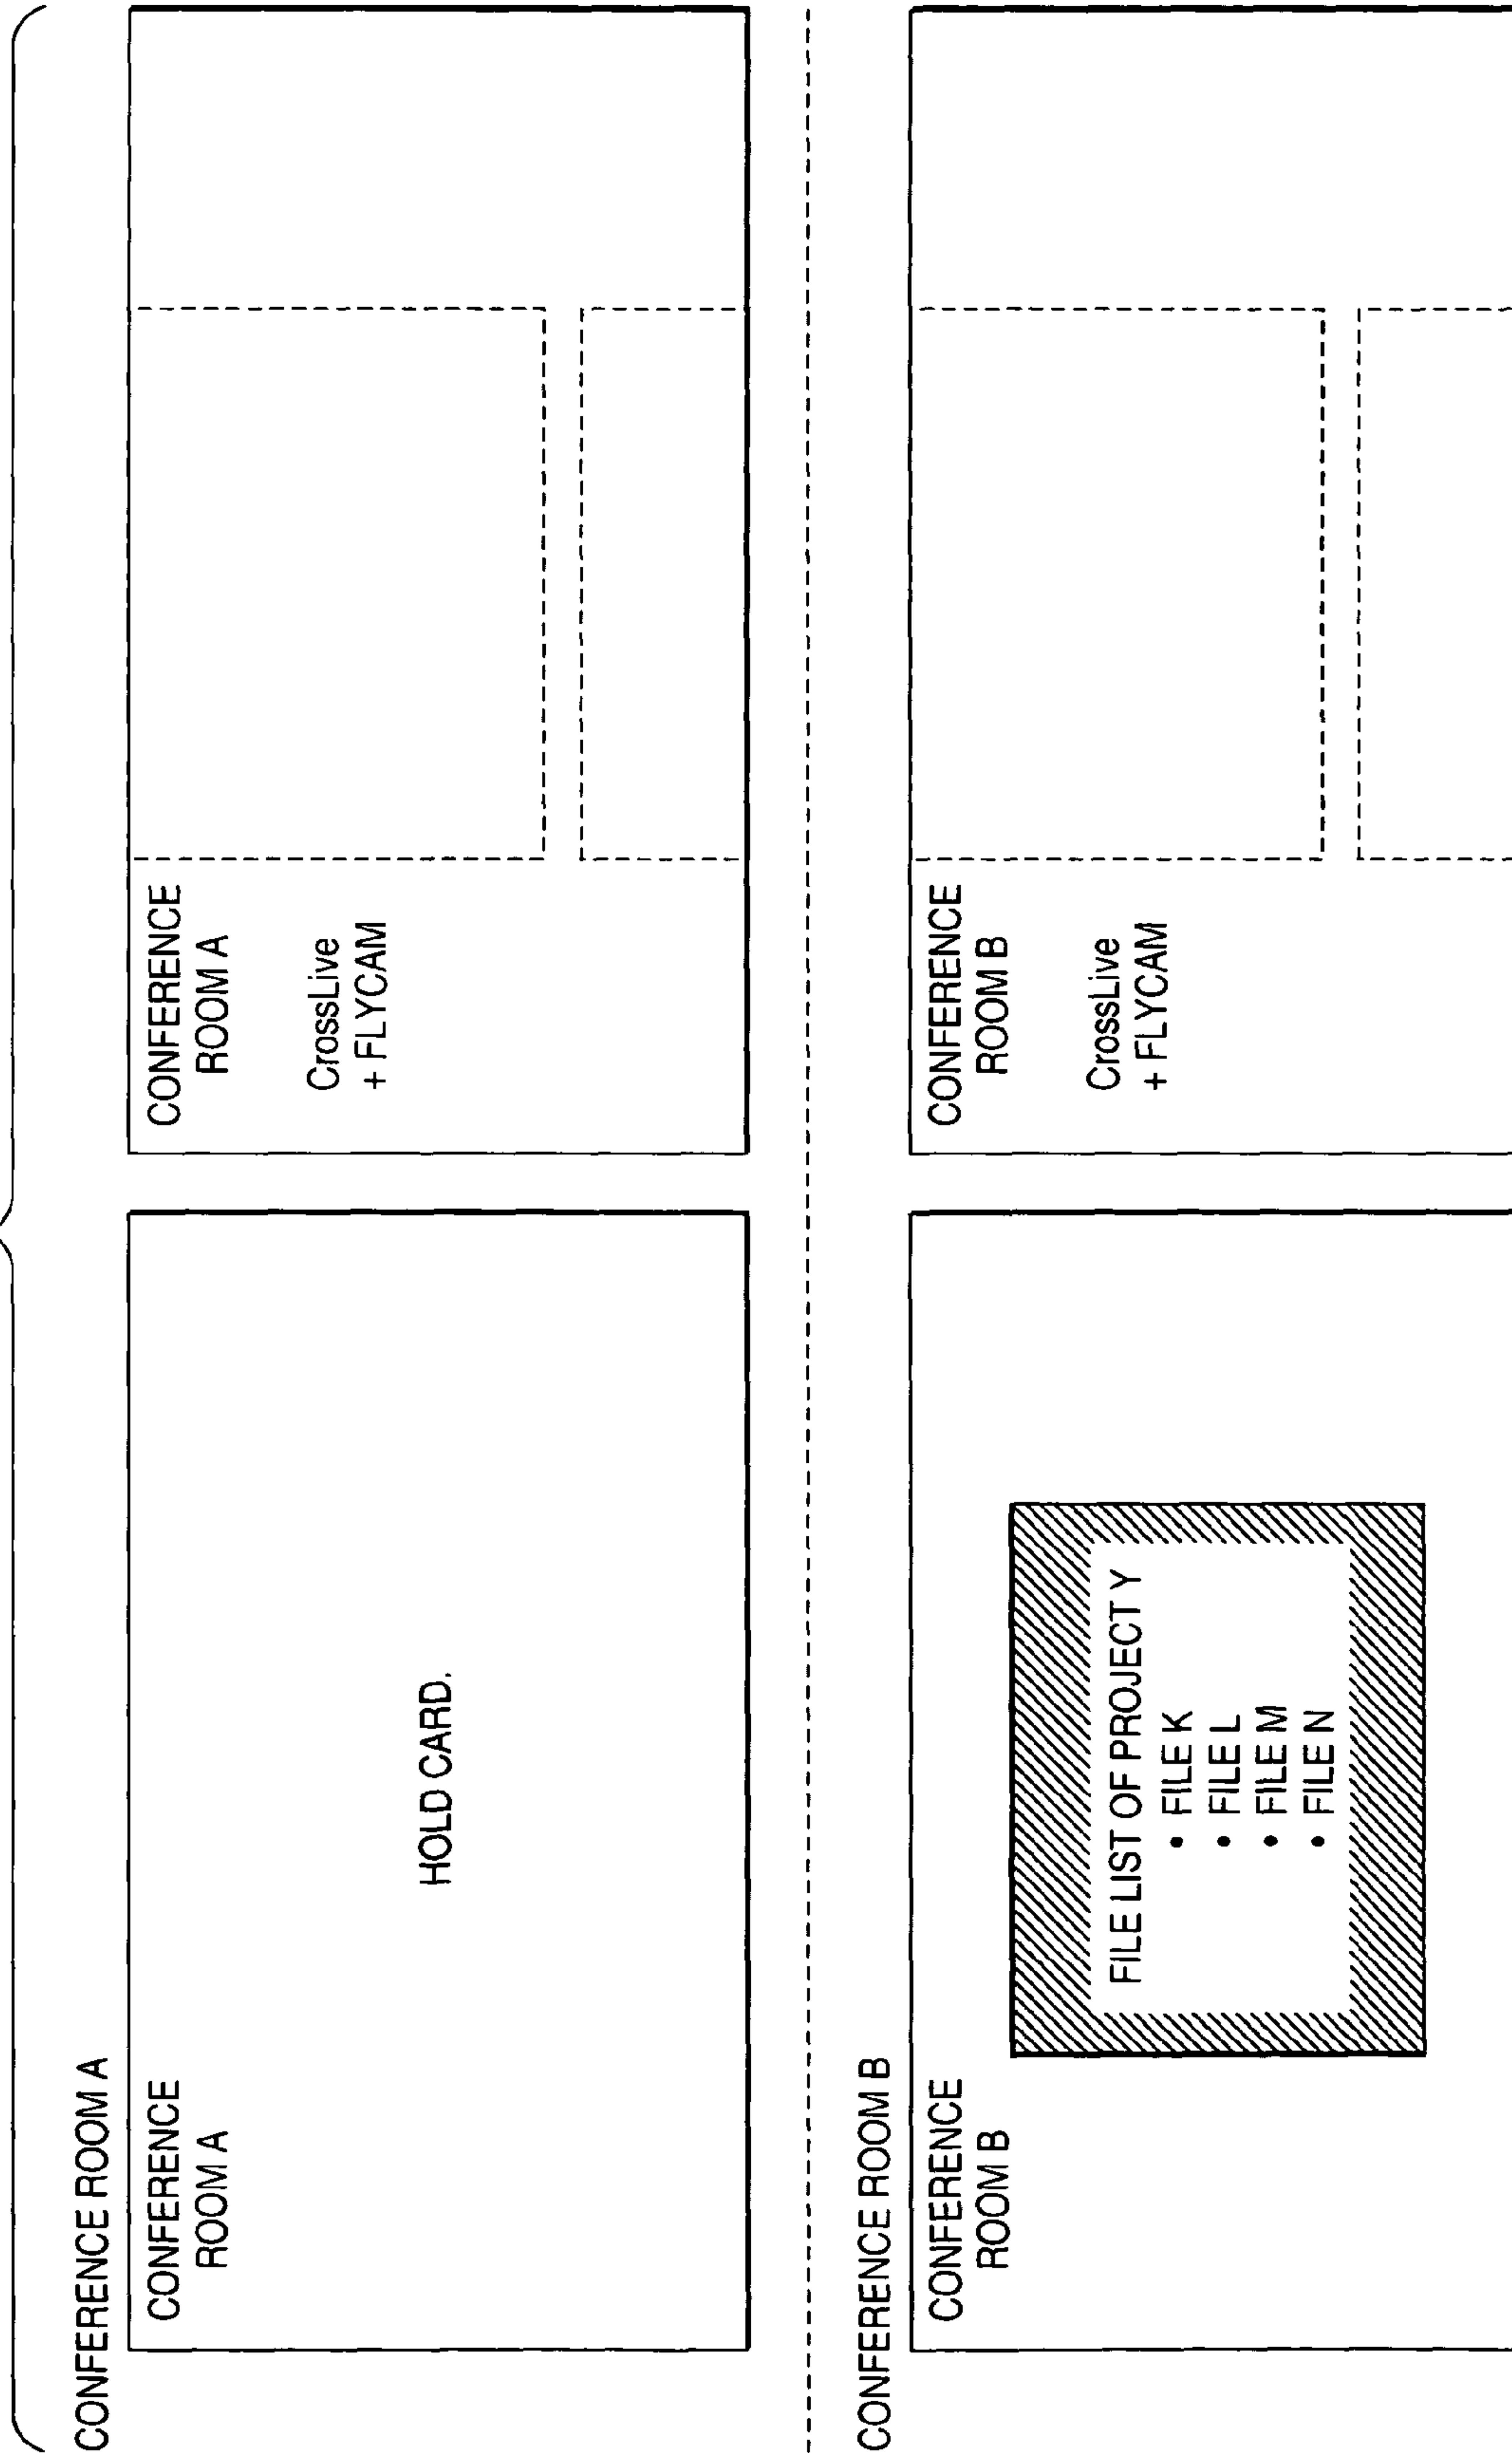 CONFERENCE ROOM A
CONFERENCE
ROOM A
HOLD CARD.
CONFERENCE
ROOM A
CrossLive
+ FLYCAM
CONFERENCE ROOM B
CONFERENCE
ROOM B
FILE LIST OF PROJECT Y
• FILE K
• FILE L
• FILE M
• FILE N
CONFERENCE
ROOM B
CrossLive
+ FLYCAM